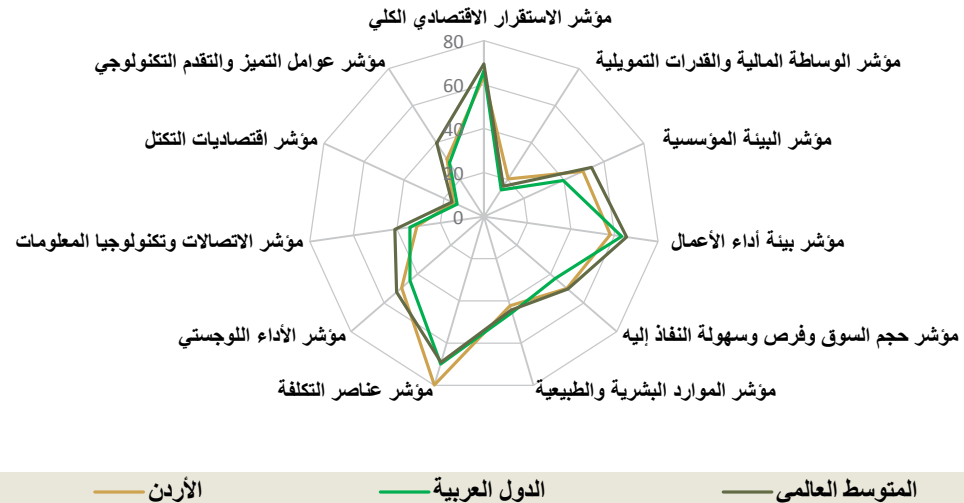 مؤشر الاستقرار الاقتصادي الكلي
مؤشر الوساطة المالية والقدرات التمويلية
مؤشر البيئة المؤسسية
مؤشر بيئة أداء الأعمال
مؤشر حجم السوق وفرص وسهولة النفاذ إليه
مؤشر الموارد البشرية والطبيعية
مؤشر عناصر التكلفة
مؤشر الأداء اللوجستي
مؤشر الاتصالات وتكنولوجيا المعلومات
مؤشر اقتصاديات التكتل
مؤشر عوامل التميز والتقدم التكنولوجي
80
60
40
20
0
المتوسط العالمي
الدول العربية
الأردن